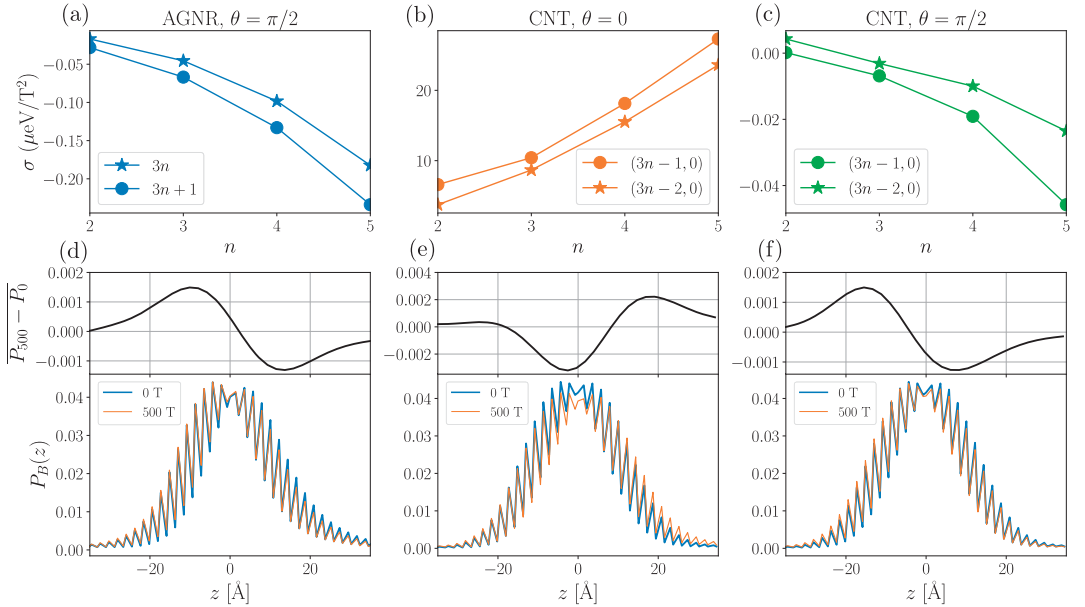 (a) AGNR, θ = π/2
(b) CNT, θ = 0
(c) CNT, θ = π/2
σ (μeV/T²)
−0.05
−0.10
−0.15
−0.20
3n
3n + 1
2 3 4 5
n
20
10
(3n − 1, 0)
(3n − 2, 0)
2 3 4 5
n
0.00
−0.02
−0.04
(3n − 1, 0)
(3n − 2, 0)
2 3 4 5
n
(d)
P₅₀₀ − P₀
0.002
0.001
0.000
−0.001
(e)
0.004
0.002
0.000
−0.002
(f)
0.002
0.001
0.000
−0.001
P_B(z)
0.04
0.03
0.02
0.01
0.00
0 T
500 T
−20 0 20
z [Å]
0.04
0.03
0.02
0.01
0.00
0 T
500 T
−20 0 20
z [Å]
0.04
0.03
0.02
0.01
0.00
0 T
500 T
−20 0 20
z [Å]